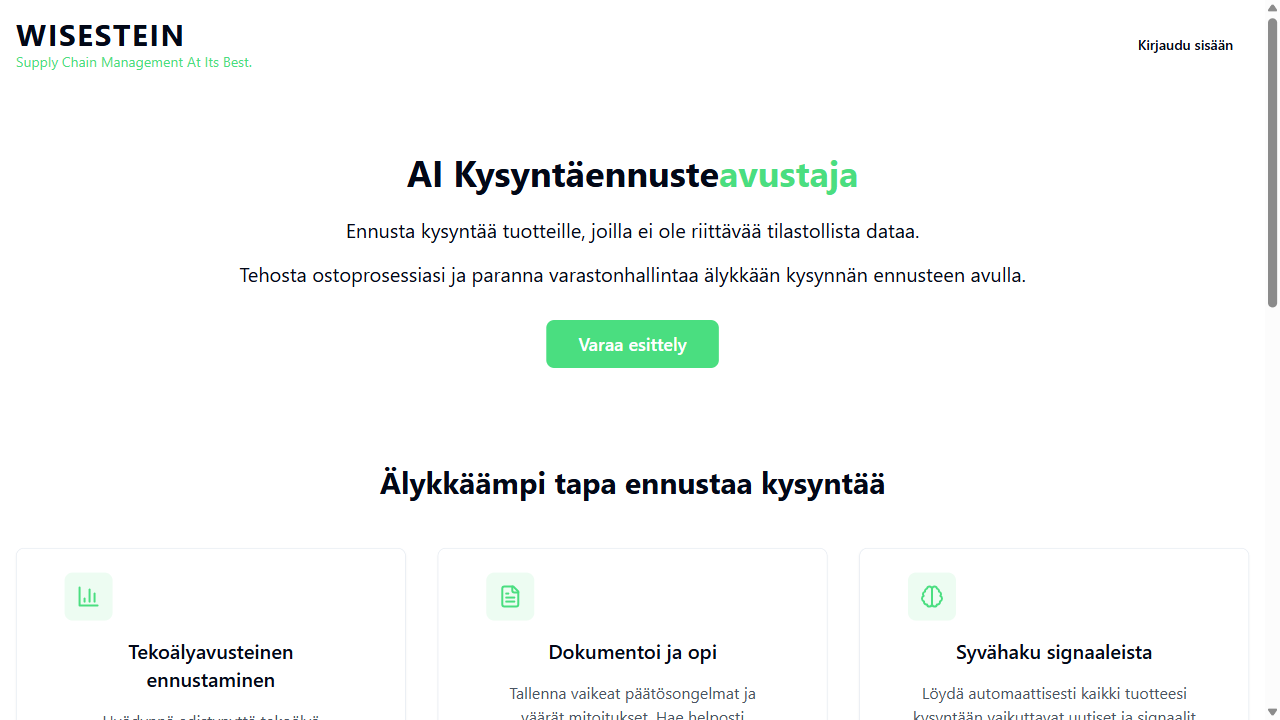 WISESTEIN
Supply Chain Management At Its Best.
Kirjaudu sisään
AI Kysyntäennusteavustaja
Ennusta kysyntää tuotteille, joilla ei ole riittävää tilastollista dataa.
Tehosta ostoprosessiasi ja paranna varastonhallintaa älykkään kysynnän ennusteen avulla.
Varaa esittely
Älykkäämpi tapa ennustaa kysyntää
Tekoälyavusteinen
ennustaminen
Hyödynnä edistynyttä tekoälyä
Dokumentoi ja opi
Tallenna vaikeat päätösongelmat ja
väärät mitoitukset. Hae helposti
Syvähaku signaaleista
Löydä automaattisesti kaikki tuotteesi
kysyntään vaikuttavat uutiset ja signaalit